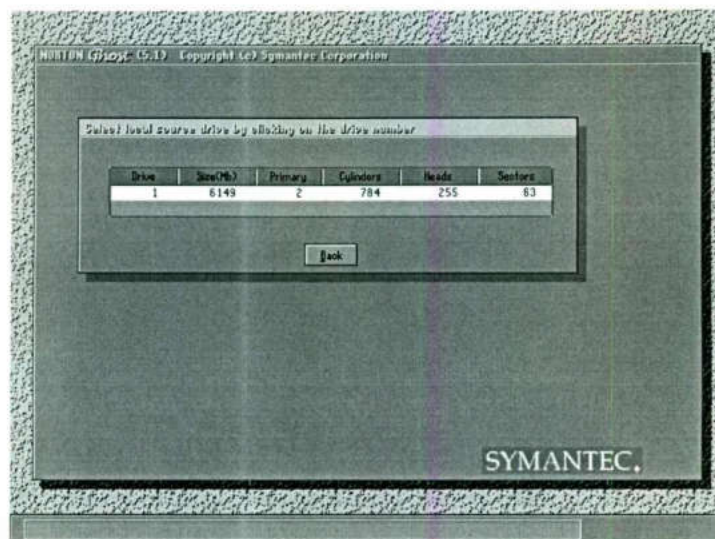 NORTON Ghost (5.1) Copyright (c) Symantec Corporation
Select local source drive by clicking on the drive number
Drive Size(Mb) Primary Cylinders Heads Sectors
1 6149 2 784 255 63
Back
SYMANTEC.